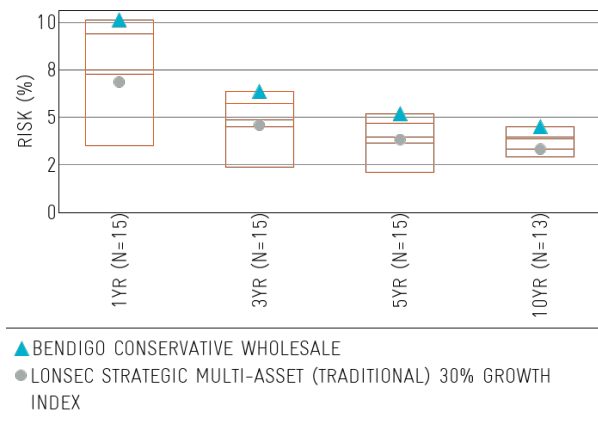 10
8
5
2
0
RISK (%)
1YR (N=15)
3YR (N=15)
5YR (N=15)
10YR (N=13)
BENDIGO CONSERVATIVE WHOLESALE
LONSEC STRATEGIC MULTI-ASSET (TRADITIONAL) 30% GROWTH
INDEX